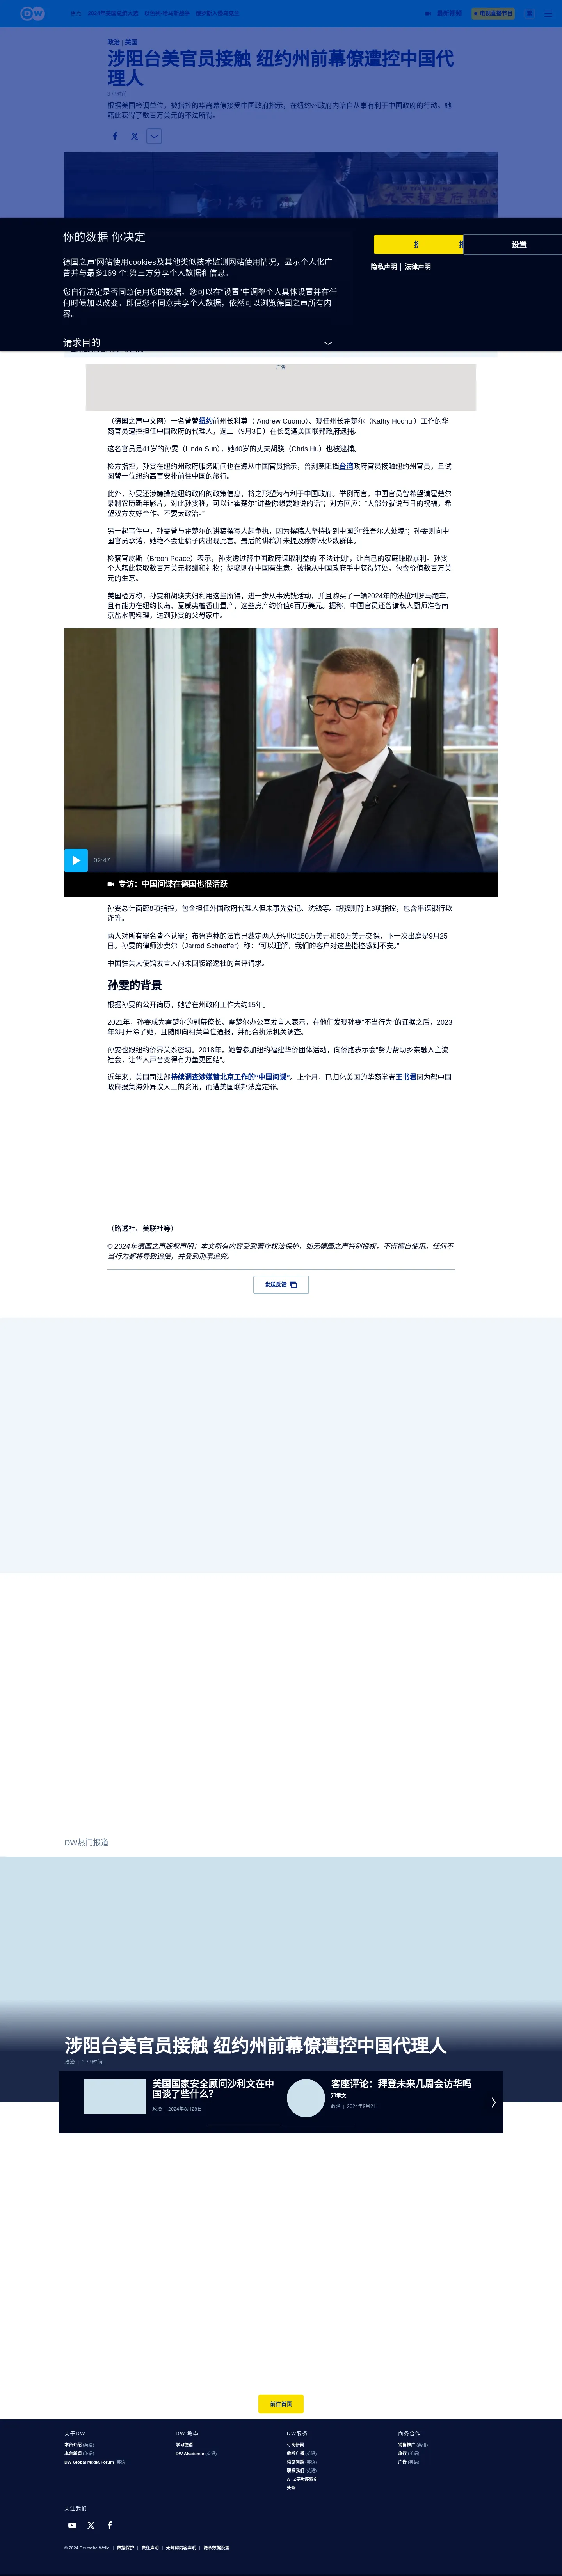 DW
最新视频
电视直播节目
政治 | 美国
涉阻台美官员接触 纽约州前幕僚遭控中国代
理人
根据美国检调单位，被指控的华裔幕僚接受中国政府指示，在纽约州政府内暗自从事有利于中国政府的行动。她
藉此获得了数百万美元的不法所得。
你的数据 你决定
德国之声'网站使用cookies及其他类似技术监测网站使用情况，显示个人化广
告并与最多169 个;第三方分享个人数据和信息。
您自行决定是否同意使用您的数据。您可以在"设置"中调整个人具体设置并在任
何时候加以改变。即便您不同意共享个人数据，依然可以浏览德国之声所有内
容。
请求目的
设置
隐私声明 | 法律声明
广告
（德国之声中文网）一名曾替纽约前州长科莫（ Andrew Cuomo）、现任州长霍楚尔（Kathy Hochul）工作的华
裔官员，遭控担任中国政府的代理人，週二（9月3日）在长岛遭美国联邦政府逮捕。
这名官员是41岁的孙雯（Linda Sun），她40岁的丈夫胡骁（Chris Hu）也被逮捕。
检方指控，孙雯在纽约州政府服务期间也在遵从中国官员指示，曾刻意阻挡台湾政府官员接触纽约州官员，且试
图替一位纽约高官安排前往中国的旅行。
此外，孙雯还涉嫌操控纽约政府的政策信息，将之形塑为有利于中国政府。举例而言，中国官员曾希望请霍楚尔
录制农历新年影片，对此孙雯称，可以让霍楚尔"讲些你想要她说的话"；对方回应："大部分就说节日的祝福，希
望双方友好合作。不要太政治。"
另一起事件中，孙雯曾与霍楚尔的讲稿撰写人起争执，因为撰稿人坚持提到中国的"维吾尔人处境"；孙雯则向中
国官员承诺，她绝不会让稿子内出现此言。最后的讲稿并未提及穆斯林少数群体。
检察官皮斯（Breon Peace）表示，孙雯透过替中国政府谋取利益的"不法计划"，让自己的家庭赚取暴利。孙雯
个人藉此获取数百万美元报酬和礼物；胡骁则在中国有生意，被指从中国政府手中获得好处，包含价值数百万美
元的生意。
美国检方称，孙雯和胡骁夫妇利用这些所得，进一步从事洗钱活动，并且购买了一辆2024年的法拉利罗马跑车，
且有能力在纽约长岛、夏威夷檀香山置产，这些房产约价值6百万美元。据称，中国官员还曾请私人厨师准备南
京盐水鸭料理，送到孙雯的父母家中。
02:47
专访：中国间谍在德国也很活跃
孙雯总计面临8项指控，包含担任外国政府代理人但未事先登记、洗钱等。胡骁则背上3项指控，包含串谋银行欺
诈等。
两人对所有罪名皆不认罪；布鲁克林的法官已裁定两人分别以150万美元和50万美元交保，下一次出庭是9月25
日。孙雯的律师沙费尔（Jarrod Schaeffer）称："可以理解，我们的客户对这些指控感到不安。"
中国驻美大使馆发言人尚未回復路透社的置评请求。
孙雯的背景
根据孙雯的公开简历，她曾在州政府工作大约15年。
2021年，孙雯成为霍楚尔的副幕僚长。霍楚尔办公室发言人表示，在他们发现孙雯"不当行为"的证据之后，2023
年3月开除了她，且随即向相关单位通报，并配合执法机关调查。
孙雯也跟纽约侨界关系密切。2018年，她曾参加纽约福建华侨团体活动，向侨胞表示会"努力帮助乡亲融入主流
社会，让华人声音变得有力量更团结"。
近年来，美国司法部持续调查涉嫌替北京工作的"中国间谍"。上个月，已归化美国的华裔学者王书君因为帮中国
政府搜集海外异议人士的资讯，而遭美国联邦法庭定罪。
（路透社、美联社等）
© 2024年德国之声版权声明：本文所有内容受到著作权法保护，如无德国之声特别授权，不得擅自使用。任何不
当行为都将导致追偿，并受到刑事追究。
发送反馈
DW热门报道
涉阻台美官员接触 纽约州前幕僚遭控中国代理人
政治 | 3 小时前
美国国家安全顾问沙利文在中
国谈了些什么？
政治 | 2024年8月28日
客座评论：拜登未来几周会访华吗
邓聿文
政治 | 2024年9月2日
前往首页
关于DW
本台介绍 (英语)
本台新闻 (英语)
DW Global Media Forum (英语)
DW 教學
学习德语
DW Akademie (英语)
DW服务
订阅新闻
收听广播 (英语)
常见问题 (英语)
联系我们 (英语)
A - Z字母序索引
头条
商务合作
销售推广 (英语)
旅行 (英语)
广告 (英语)
关注我们
© 2024 Deutsche Welle | 数据保护 | 责任声明 | 无障碍内容声明 | 隐私数据设置